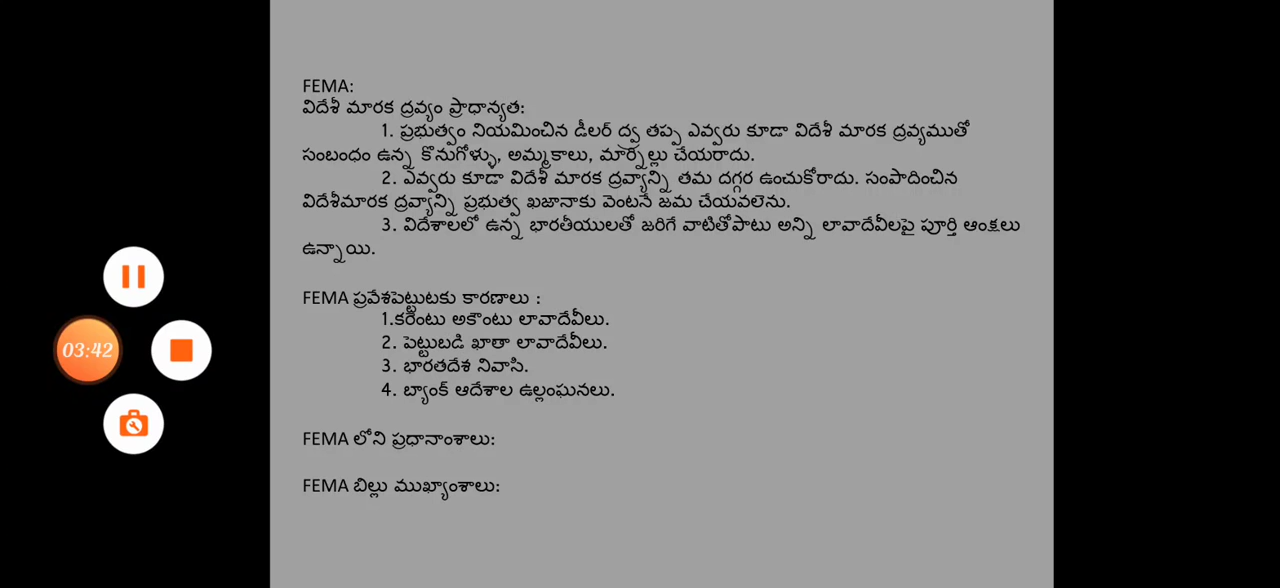 FEMA:
విదేశీ మారక ద్రవ్యం ప్రాధాన్యత:
1. ప్రభుత్వం నియమించిన డీలర్ ద్వ తప్ప ఎవ్వరు కూడా విదేశీ మారక ద్రవ్యముతో
సంబంధం ఉన్న కొనుగోళ్ళు, అమ్మకాలు, మార్పిల్లు చేయరాదు.
2. ఎవ్వరు కూడా విదేశీ మారక ద్రవ్యాన్ని తమ దగ్గర ఉంచుకోరాదు. సంపాదించిన
విదేశీమారక ద్రవ్యాన్ని ప్రభుత్వ ఖజానాకు వెంటనే జమ చేయవలెను.
3. విదేశాలలో ఉన్న భారతీయులతో జరిగే వాటితోపాటు అన్ని లావాదేవీలపై పూర్తి ఆంక్షలు
ఉన్నాయి.
FEMA ప్రవేశపెట్టుటకు కారణాలు :
1.కరెంటు అకౌంటు లావాదేవీలు.
03:42
2. పెట్టుబడి ఖాతా లావాదేవీలు.
3. భారతదేశ నివాసి.
4. బ్యాంక్ ఆదేశాల ఉల్లంఘనలు.
FEMA లోని ప్రధానాంశాలు:
FEMA బిల్లు ముఖ్యాంశాలు: